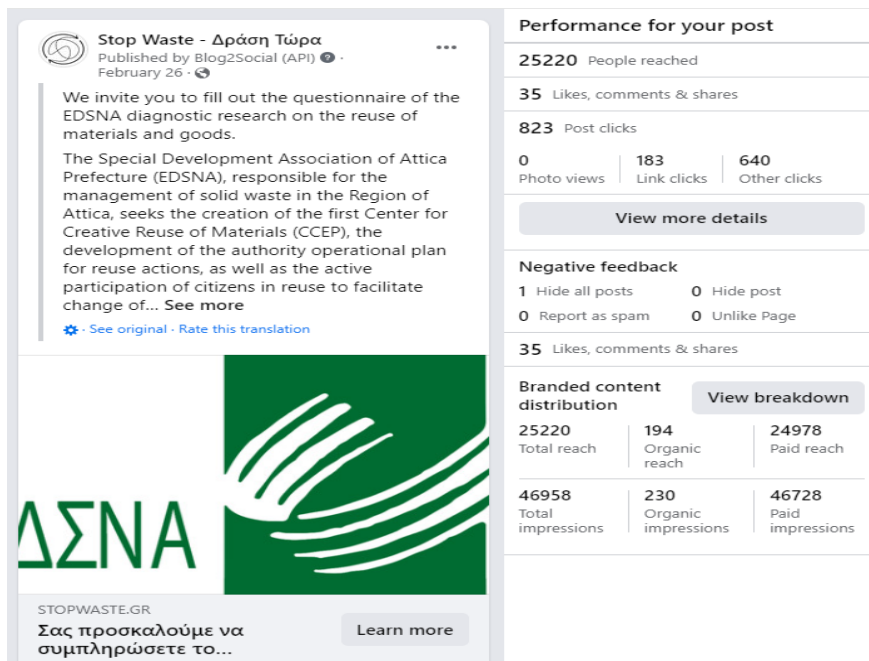 Stop Waste - Δράση Τώρα
Published by Blog2Social (API) ·
February 26 ·
We invite you to fill out the questionnaire of the
EDSNA diagnostic research on the reuse of
materials and goods.
The Special Development Association of Attica
Prefecture (EDSNA), responsible for the
management of solid waste in the Region of
Attica, seeks the creation of the first Center for
Creative Reuse of Materials (CCEP), the
development of the authority operational plan
for reuse actions, as well as the active
participation of citizens in reuse to facilitate
change of... See more
· See original · Rate this translation
ΔΣΝΑ
STOPWASTE.GR
Σας προσκαλούμε να
συμπληρώσετε το...
Learn more
Performance for your post
25220 People reached
35 Likes, comments & shares
823 Post clicks
0 183 640
Photo views Link clicks Other clicks
View more details
Negative feedback
1 Hide all posts 0 Hide post
0 Report as spam 0 Unlike Page
35 Likes, comments & shares
Branded content
distribution
View breakdown
25220 194 24978
Total reach Organic Paid reach
reach
46958 230 46728
Total Organic Paid
impressions impressions impressions